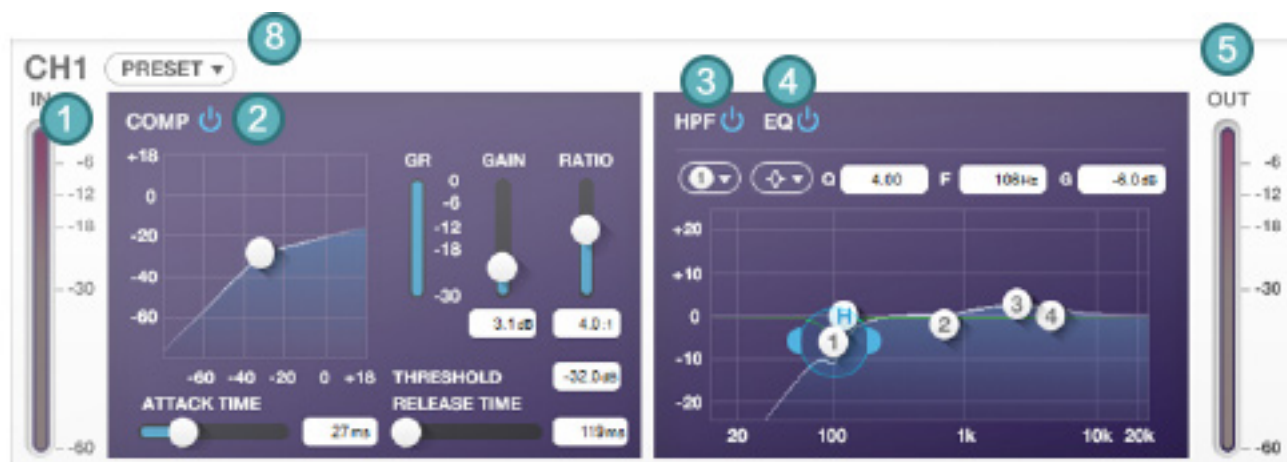 8
CH1 PRESET
IN
1
COMP 2
+18
0
-20
-40
-60
-60 -40 -20 0 +18
GR GAIN RATIO
0
-6
-12
-18
-30
3.1dB 4.0:1
THRESHOLD -32.0dB
ATTACK TIME RELEASE TIME
27ms 119ms
-6
-12
-18
-30
-60
3 4
HPF EQ
1 Q 4.00 F 106Hz G -6.0dB
+20
+10
0
-10
-20
H
1 2 3 4
20 100 1k 10k 20k
5
OUT
-6
-12
-18
-30
-60